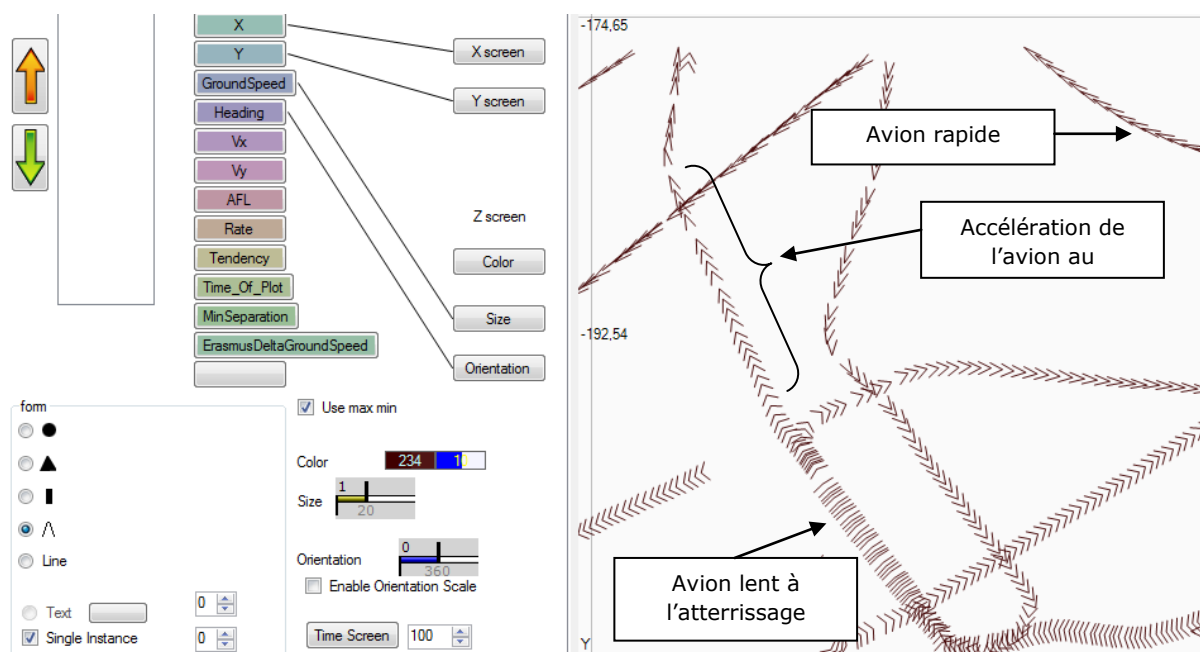 X
Y
GroundSpeed
Heading
Vx
Vy
AFL
Rate
Tendency
Time_Of_Plot
MinSeparation
ErasmusDeltaGroundSpeed
X screen
Y screen
Z screen
Color
Size
Orientation
form
Line
Text
0
Single Instance
0
Use max min
Color
234
10
Size
1
20
Orientation
0
360
Enable Orientation Scale
Time Screen
100
-174,65
-192,54
Y
Avion rapide
Accélération de
l’avion au
Avion lent à
l’atterrissage